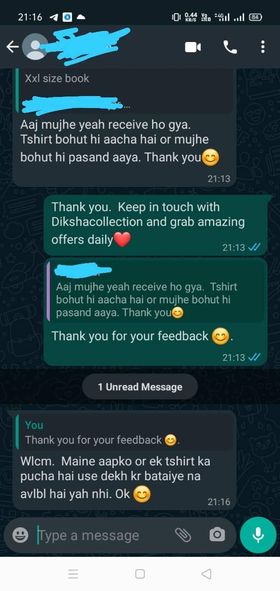 21:16
0.44
KB/S
84
Xxl size book
Aaj mujhe yeah receive ho gya.
Tshirt bohut hi aacha hai or mujhe
bohut hi pasand aaya. Thank you😊
21:13
Thank you. Keep in touch with
Dikshacollection and grab amazing
offers daily❤️
21:13
Aaj mujhe yeah receive ho gya. Tshirt
bohut hi aacha hai or mujhe bohut hi
pasand aaya. Thank you😊
Thank you for your feedback 😊.
21:13
1 Unread Message
You
Thank you for your feedback 😊.
Wlcm. Maine aapko or ek tshirt ka
pucha hai use dekh kr bataiye na
avlbl hai yah nhi. Ok 😊
21:16
Type a message